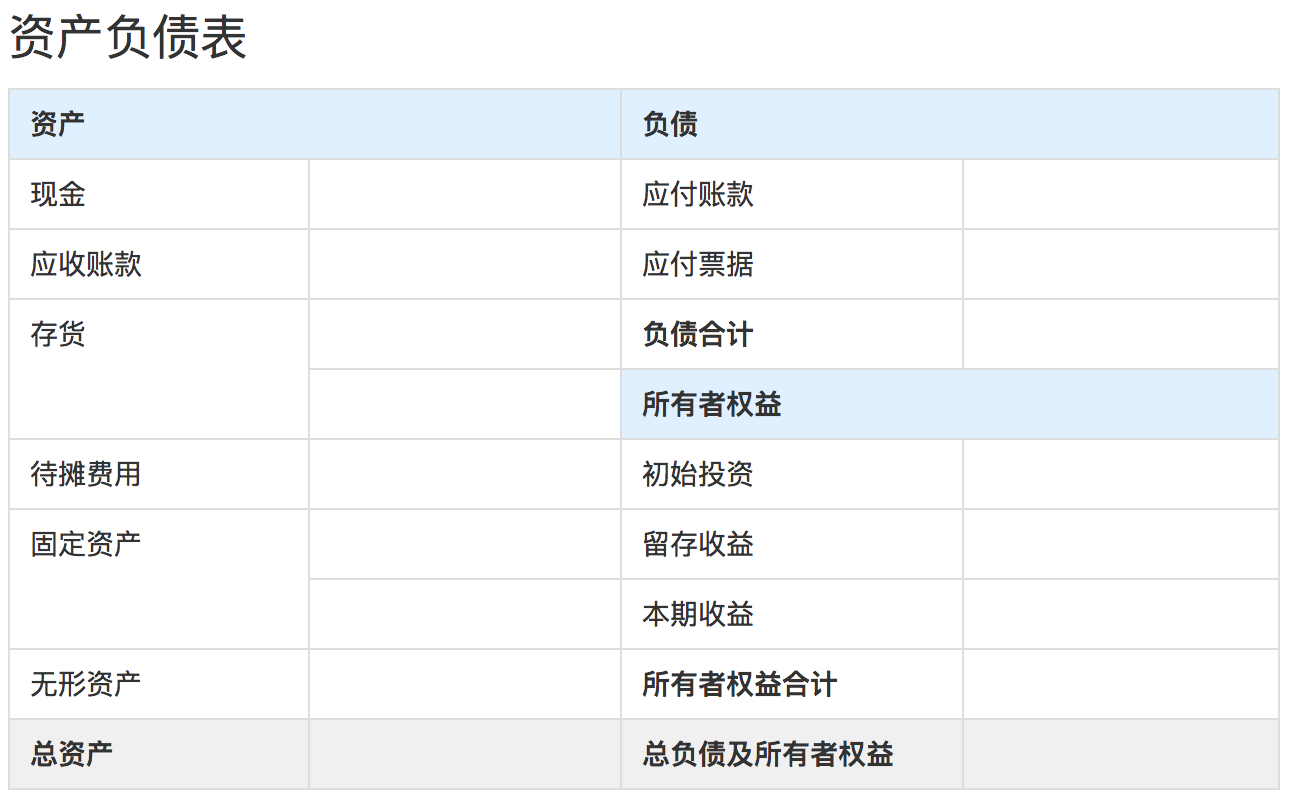 资产负债表
资产 负债
现金 应付账款
应收账款 应付票据
存货 负债合计
所有者权益
待摊费用 初始投资
固定资产 留存收益
本期收益
无形资产 所有者权益合计
总资产 总负债及所有者权益